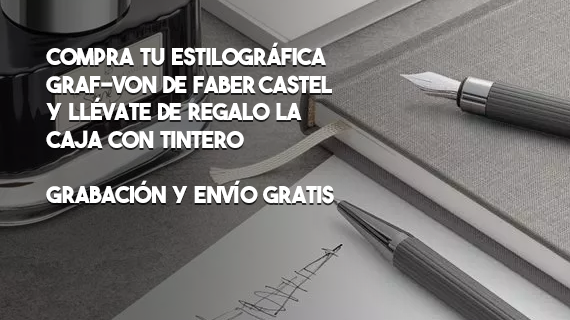 COMPRA TU ESTILOGRÁFICA
GRAF-VON DE FABER CASTEL
Y LLÉVATE DE REGALO LA
CAJA CON TINTERO
GRABACIÓN Y ENVÍO GRATIS